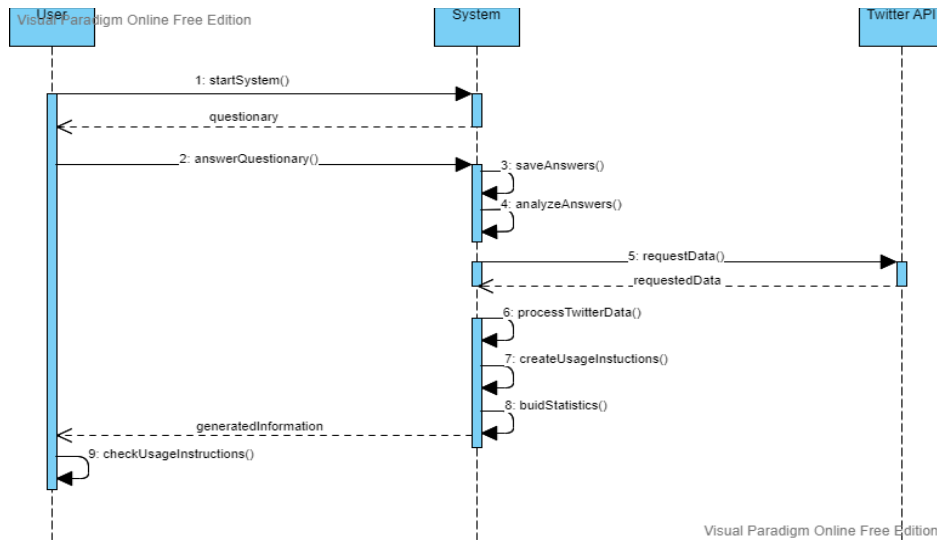 User
Visual Paradigm Online Free Edition
System
Twitter API
1: startSystem()
questionary
2: answerQuestionary()
3: saveAnswers()
4: analyzeAnswers()
5: requestData()
requestedData
6: processTwitterData()
7: createUsageInstuctions()
8: buidStatistics()
generatedInformation
9: checkUsageInstructions()
Visual Paradigm Online Free Edition